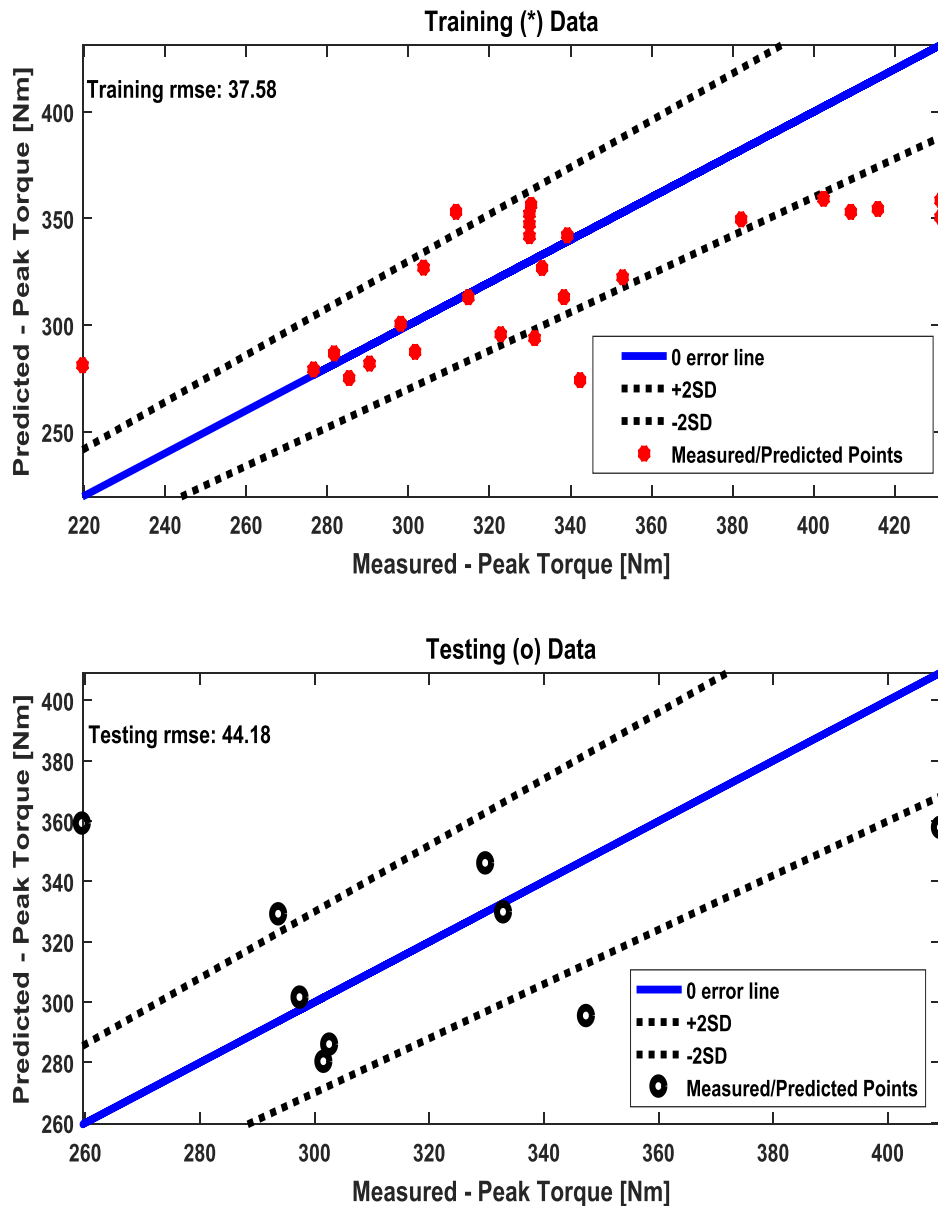 Training (*) Data
Training rmse: 37.58
Predicted - Peak Torque [Nm]
400
350
300
250
0 error line
+2SD
-2SD
Measured/Predicted Points
220 240 260 280 300 320 340 360 380 400 420
Measured - Peak Torque [Nm]
Testing (o) Data
Testing rmse: 44.18
Predicted - Peak Torque [Nm]
400
380
360
340
320
300
280
260
0 error line
+2SD
-2SD
Measured/Predicted Points
260 280 300 320 340 360 380 400
Measured - Peak Torque [Nm]